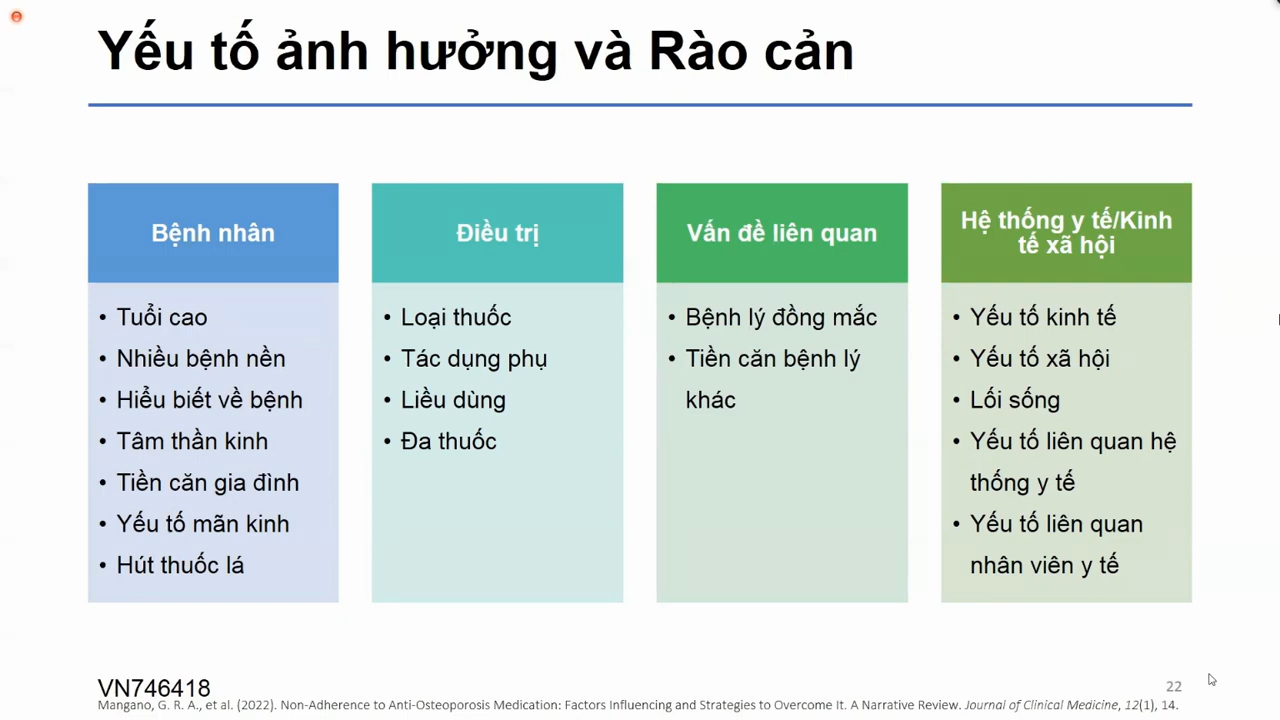 Yếu tố ảnh hưởng và Rào cản
Bệnh nhân
• Tuổi cao
• Nhiều bệnh nền
• Hiểu biết về bệnh
• Tâm thần kinh
• Tiền căn gia đình
• Yếu tố mãn kinh
• Hút thuốc lá
Điều trị
• Loại thuốc
• Tác dụng phụ
• Liều dùng
• Đa thuốc
Vấn đề liên quan
• Bệnh lý đồng mắc
• Tiền căn bệnh lý
khác
Hệ thống y tế/Kinh
tế xã hội
• Yếu tố kinh tế
• Yếu tố xã hội
• Lối sống
• Yếu tố liên quan hệ
thống y tế
• Yếu tố liên quan
nhân viên y tế
VN746418
22
Mangano, G. R. A., et al. (2022). Non-Adherence to Anti-Osteoporosis Medication: Factors Influencing and Strategies to Overcome It. A Narrative Review. Journal of Clinical Medicine, 12(1), 14.